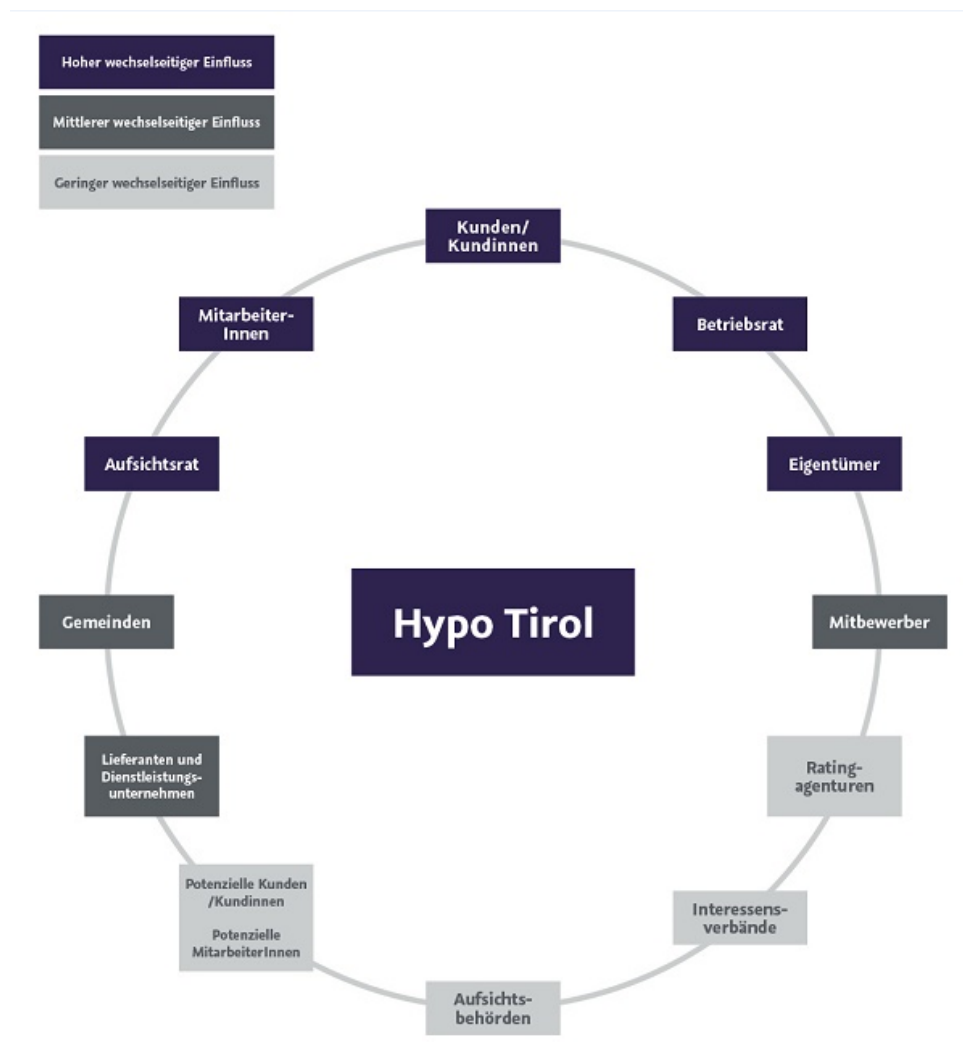 Hoher wechselseitiger Einfluss
Mittlerer wechselseitiger Einfluss
Geringer wechselseitiger Einfluss
Kunden/
Kundinnen
Mitarbeiter-
Innen
Betriebsrat
Aufsichtsrat
Eigentümer
Hypo Tirol
Gemeinden
Mitbewerber
Lieferanten und
Dienstleistungs-
unternehmen
Rating-
agenturen
Potenzielle Kunden
/Kundinnen
Potenzielle
MitarbeiterInnen
Interessens-
verbände
Aufsichts-
behörden